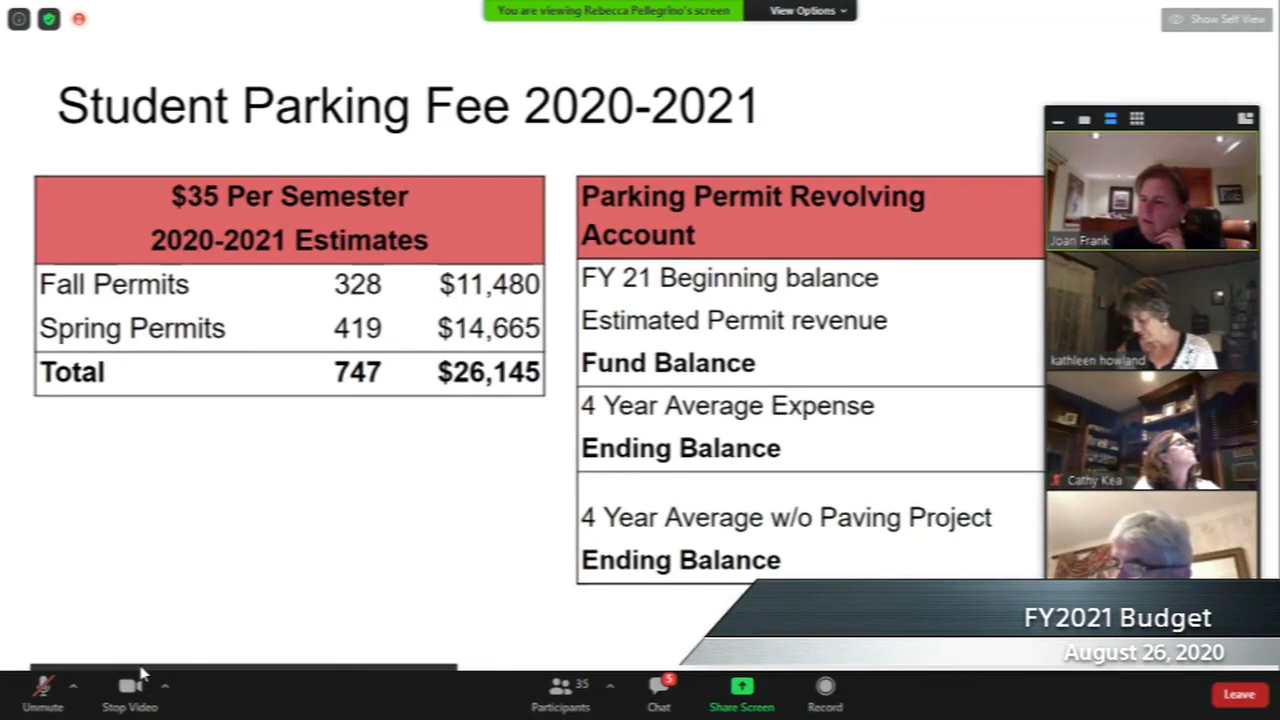 You are viewing Rebecca Pellegrino's screen
View Options
Show Self View
Student Parking Fee 2020-2021
$35 Per Semester
2020-2021 Estimates
Fall Permits 328 $11,480
Spring Permits 419 $14,665
Total 747 $26,145
Parking Permit Revolving
Account
FY 21 Beginning balance
Estimated Permit revenue
Fund Balance
4 Year Average Expense
Ending Balance
4 Year Average w/o Paving Project
Ending Balance
Joan Frank
kathleen howland
Cathy Kea
FY2021 Budget
August 26, 2020
Unmute
Stop Video
35
Participants
5
Chat
Share Screen
Record
Leave